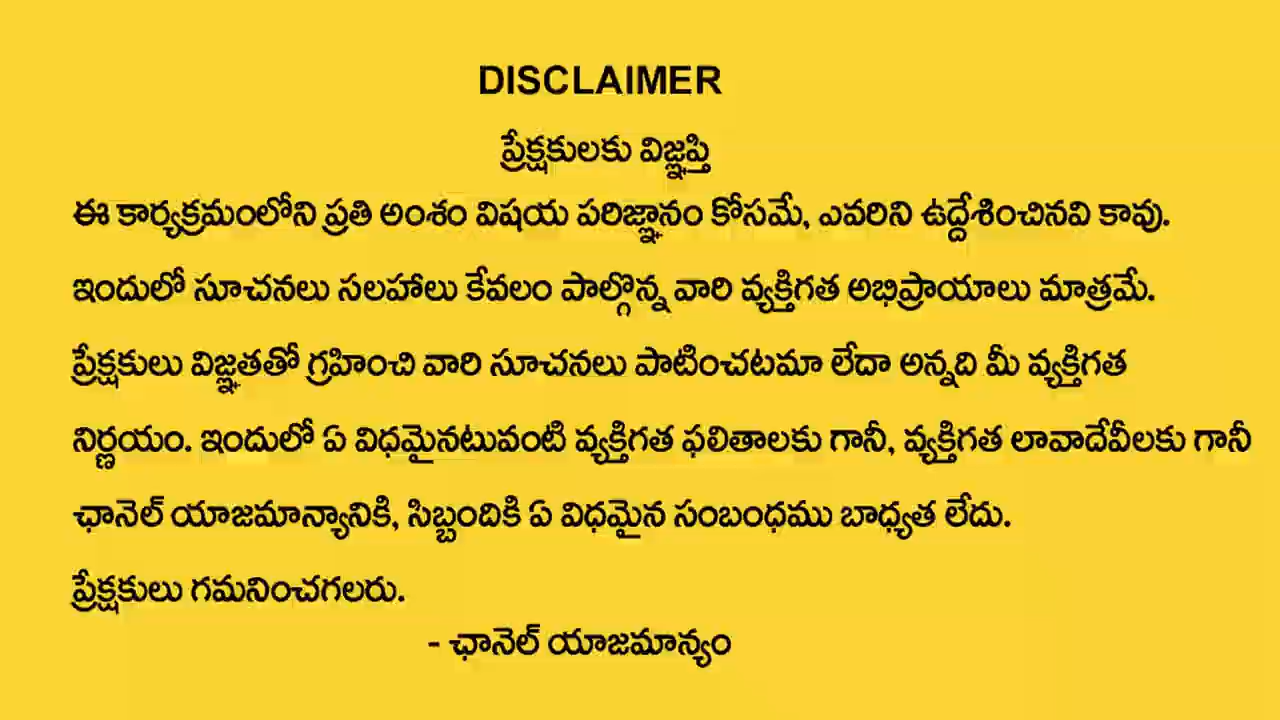 DISCLAIMER
ప్రేక్షకులకు విజ్ఞప్తి
ఈ కార్యక్రమంలోని ప్రతి అంశం విషయ పరిజ్ఞానం కోసమే, ఎవరిని ఉద్దేశించినవి కావు.
ఇందులో సూచనలు సలహాలు కేవలం పాల్గొన్న వారి వ్యక్తిగత అభిప్రాయాలు మాత్రమే.
ప్రేక్షకులు విజ్ఞతతో గ్రహించి వారి సూచనలు పాటించటమా లేదా అన్నది మీ వ్యక్తిగత
నిర్ణయం. ఇందులో ఏ విధమైనటువంటి వ్యక్తిగత ఫలితాలకు గానీ, వ్యక్తిగత లావాదేవీలకు గానీ
ఛానెల్ యాజమాన్యానికి, సిబ్బందికి ఏ విధమైన సంబంధము బాధ్యత లేదు.
ప్రేక్షకులు గమనించగలరు.
- ఛానెల్ యాజమాన్యం